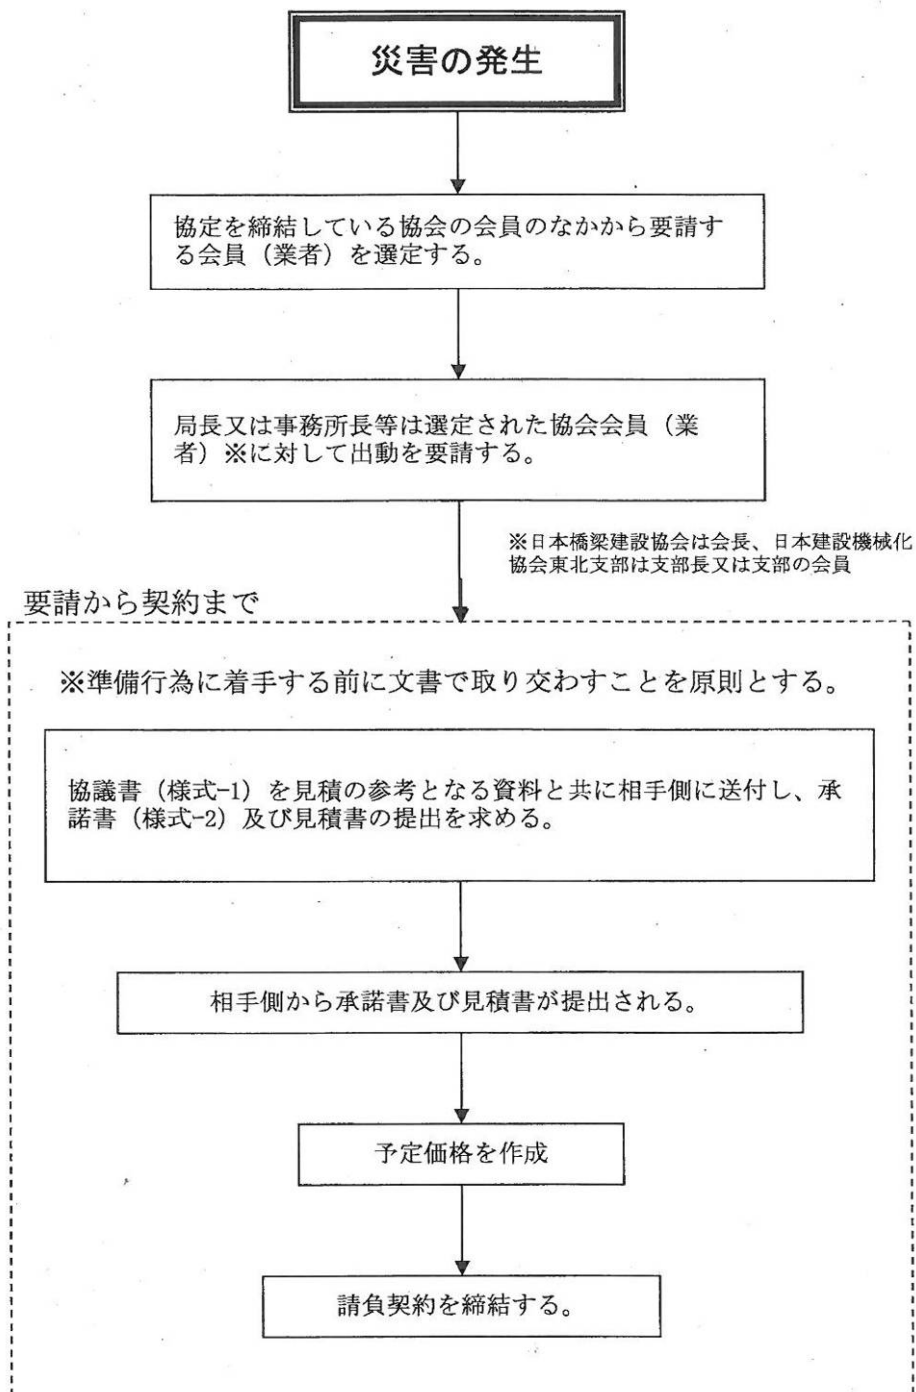 災害の発生
協定を締結している協会の会員のなかから要請す
る会員（業者）を選定する。
局長又は事務所長等は選定された協会会員（業
者）※に対して出動を要請する。
※日本橋梁建設協会は会長、日本建設機械化
協会東北支部は支部長又は支部の会員
要請から契約まで
※準備行為に着手する前に文書で取り交わすことを原則とする。
協議書（様式-1）を見積の参考となる資料と共に相手側に送付し、承
諾書（様式-2）及び見積書の提出を求める。
相手側から承諾書及び見積書が提出される。
予定価格を作成
請負契約を締結する。